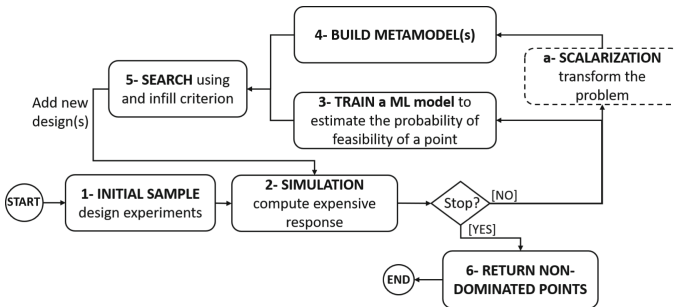 4- BUILD METAMODEL(s)
a- SCALARIZATION
transform the
problem
5- SEARCH using
and infill criterion
3- TRAIN a ML model to
estimate the probability of
feasibility of a point
Add new
design(s)
START
1- INITIAL SAMPLE
design experiments
2- SIMULATION
compute expensive
response
Stop?
[NO]
[YES]
END
6- RETURN NON-
DOMINATED POINTS